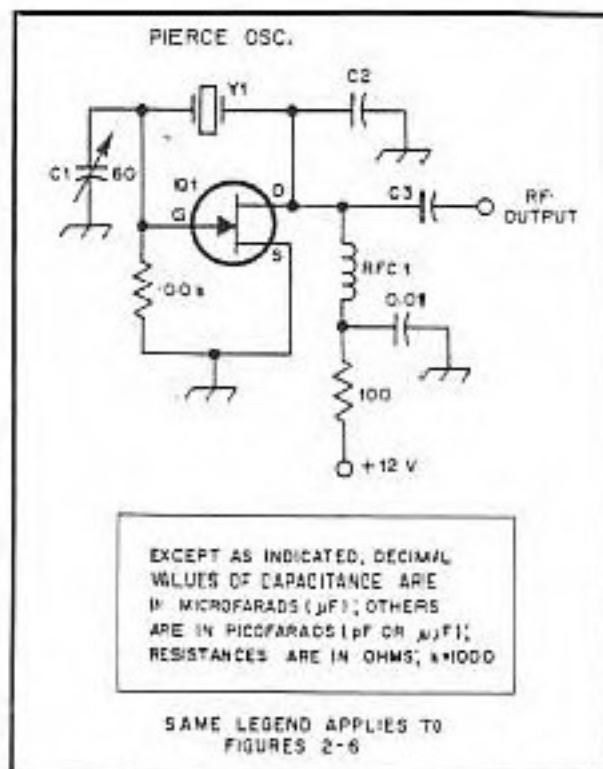 PIERCE OSC.
Y1
C2
C1
60
Q1
D
G
S
C3
RF
OUTPUT
RFC1
0.01
100
+12 V
EXCEPT AS INDICATED, DECIMAL
VALUES OF CAPACITANCE ARE
IN MICROFARADS (µF); OTHERS
ARE IN PICOFARADS (pF OR µµF);
RESISTANCES ARE IN OHMS; k=1000
SAME LEGEND APPLIES TO
FIGURES 2-6